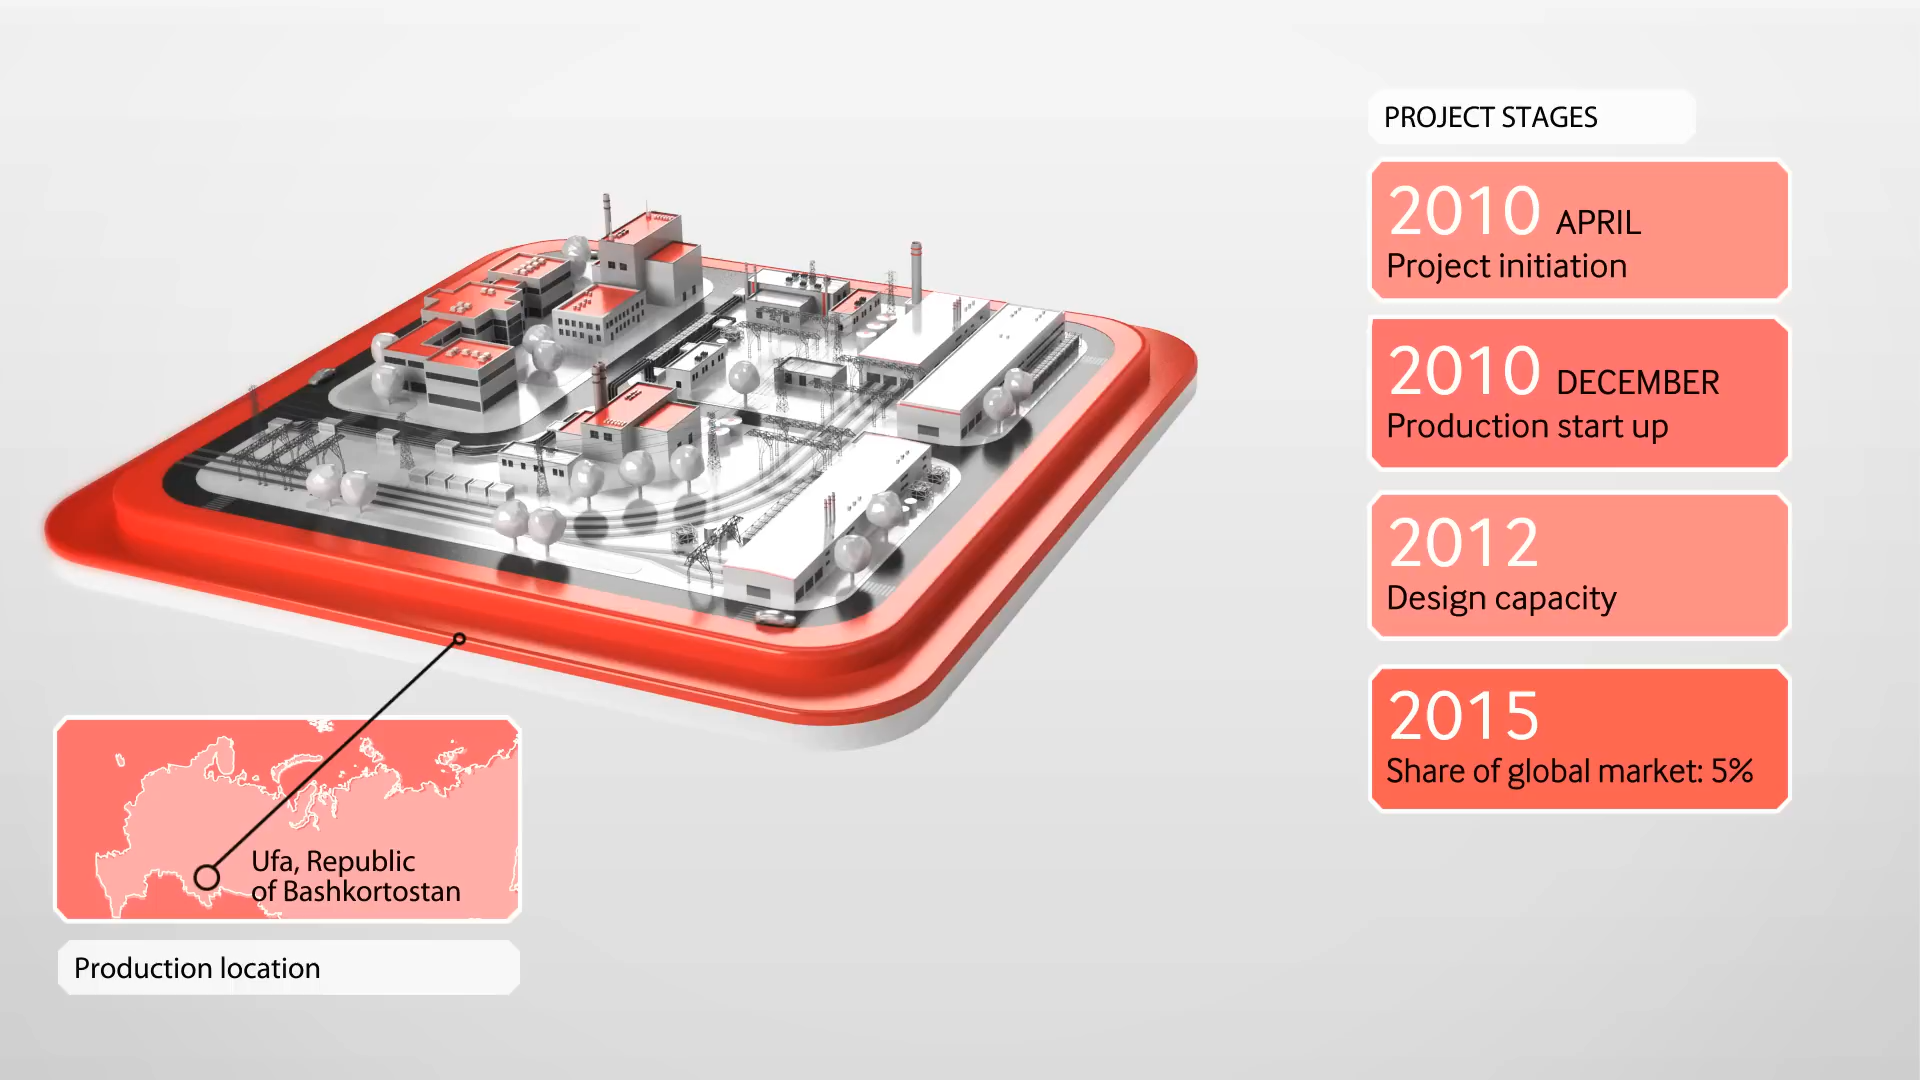 PROJECT STAGES
2010 APRIL
Project initiation
2010 DECEMBER
Production start up
2012
Design capacity
2015
Share of global market: 5%
Ufa, Republic
of Bashkortostan
Production location